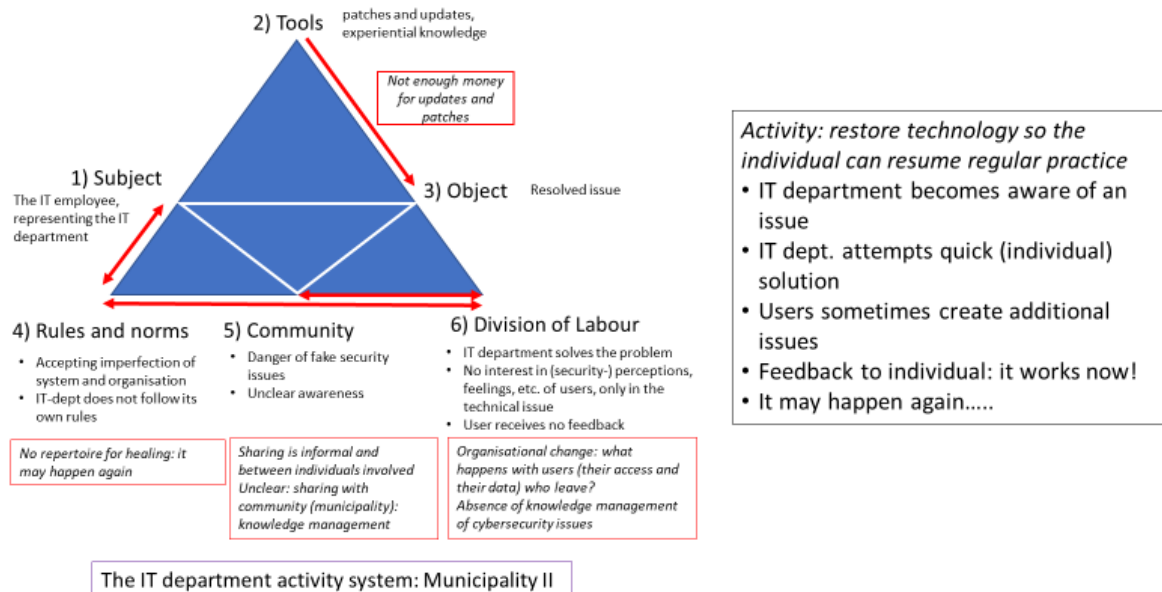 2) Tools
patches and updates,
experiential knowledge
Not enough money
for updates and
patches
1) Subject
The IT employee,
representing the IT
department
3) Object
Resolved issue
4) Rules and norms
• Accepting imperfection of
system and organisation
• IT-dept does not follow its
own rules
No repertoire for healing: it
may happen again
5) Community
• Danger of fake security
issues
• Unclear awareness
Sharing is informal and
between individuals involved
Unclear: sharing with
community (municipality):
knowledge management
6) Division of Labour
• IT department solves the problem
• No interest in (security-) perceptions,
feelings, etc. of users, only in the
technical issue
• User receives no feedback
Organisational change: what
happens with users (their access and
their data) who leave?
Absence of knowledge management
of cybersecurity issues
The IT department activity system: Municipality II
Activity: restore technology so the
individual can resume regular practice
• IT department becomes aware of an
issue
• IT dept. attempts quick (individual)
solution
• Users sometimes create additional
issues
• Feedback to individual: it works now!
• It may happen again.....